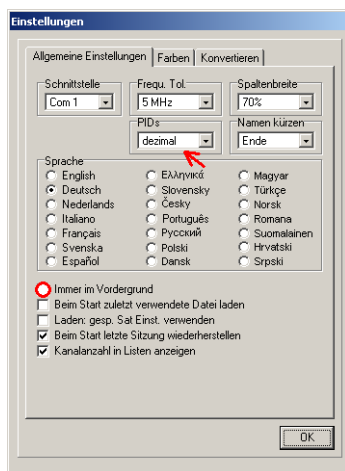 Einstellungen
Allgemeine Einstellungen Farben Konvertieren
Schnittstelle Frequ. Tol. Spaltenbreite
Com 1 5 MHz 70%
PIDs Namen kürzen
dezimal Ende
Sprache
English Ελληνικά Magyar
Deutsch Slovensky Türkçe
Nederlands Česky Norsk
Italiano Português Romana
Français Русский Suomalainen
Svenska Polski Hrvatski
Español Dansk Srpski
Immer im Vordergrund
Beim Start zuletzt verwendete Datei laden
Laden: gesp. Sat Einst. verwenden
Beim Start letzte Sitzung wiederherstellen
Kanalanzahl in Listen anzeigen
OK